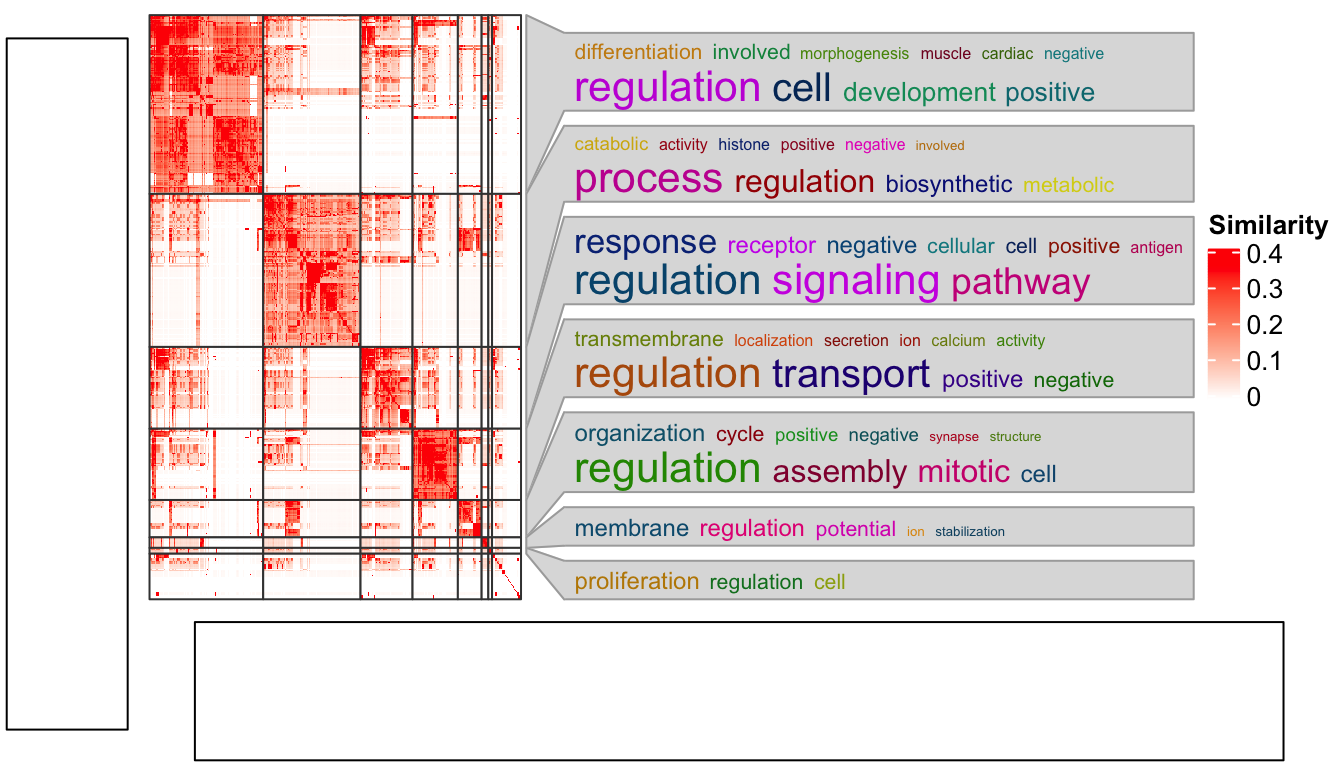 differentiation involved morphogenesis muscle cardiac negative
regulation cell development positive
catabolic activity histone positive negative involved
process regulation biosynthetic metabolic
response receptor negative cellular cell positive antigen
regulation signaling pathway
transmembrane localization secretion ion calcium activity
regulation transport positive negative
organization cycle positive negative synapse structure
regulation assembly mitotic cell
membrane regulation potential ion stabilization
proliferation regulation cell
Similarity
0.4
0.3
0.2
0.1
0